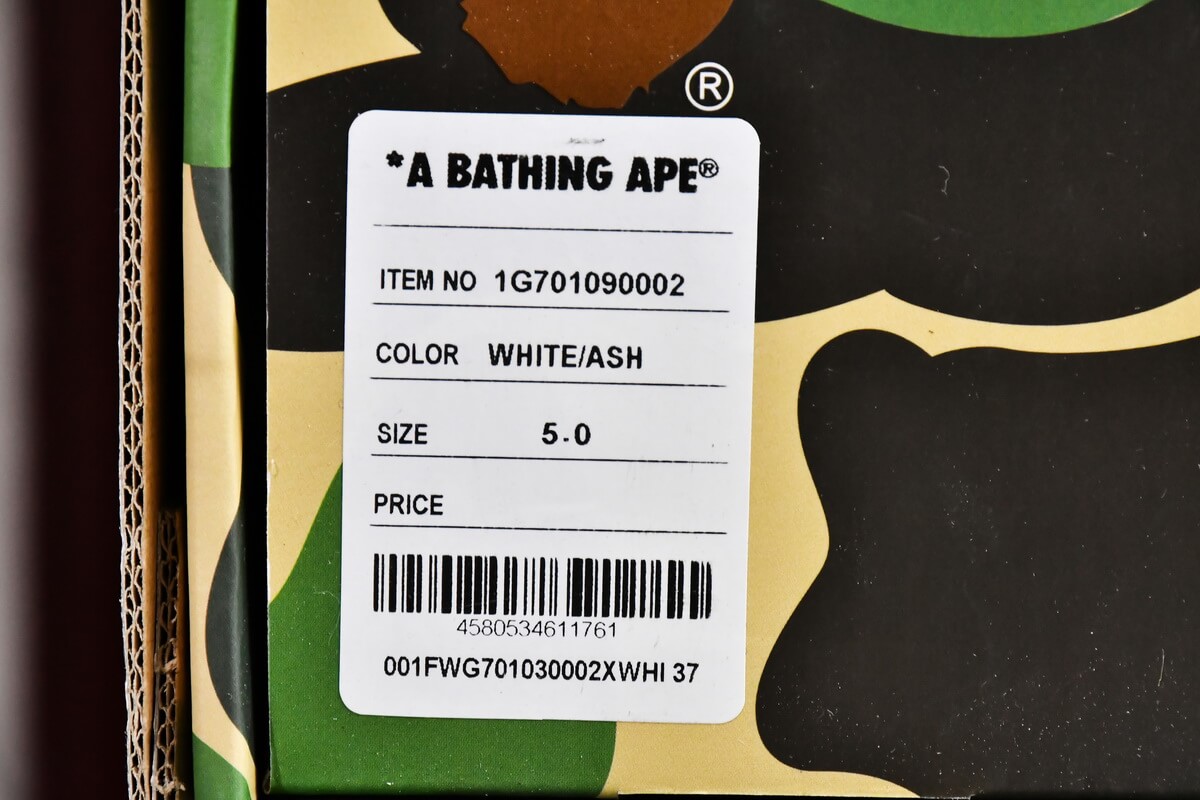 ®
*A BATHING APE®
ITEM NO 1G701090002
COLOR WHITE/ASH
SIZE 5.0
PRICE
4580534611761
001FWG701030002XWHI 37